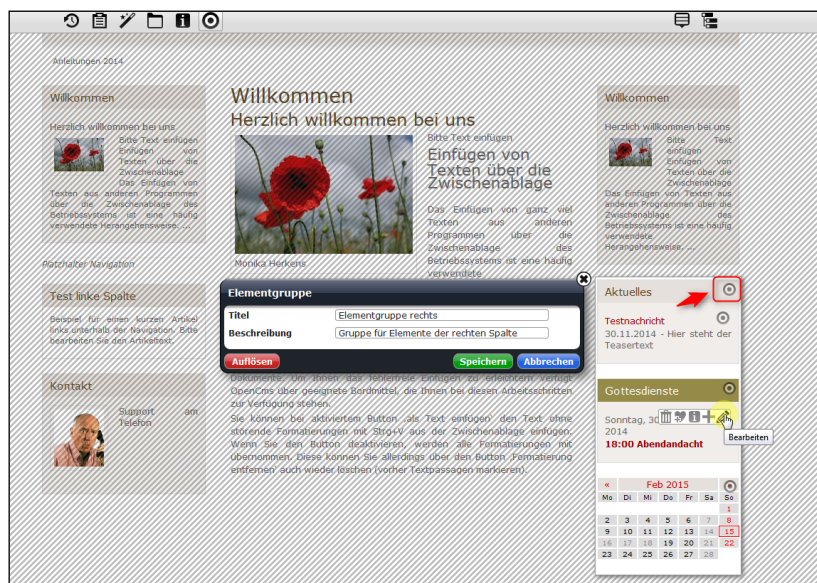 Anleitungen 2014
Willkommen
Herzlich willkommen bei uns
Bitte Text einfügen
Einfügen von
Texten über die
Zwischenablage
Das Einfügen von
Texten aus anderen Programmen
über die Zwischenablage des
Betriebssystems ist eine häufig
verwendete Herangehensweise. ...
Platzhalter Navigation
Test linke Spalte
Beispiel für einen kurzen Artikel
links unterhalb der Navigation. Bitte
bearbeiten Sie den Artikeltext.
Kontakt
Support am
Telefon
Willkommen
Herzlich willkommen bei uns
Monika Herkens
Bitte Text einfügen
Einfügen von
Texten über die
Zwischenablage
Das Einfügen von ganz viel
Texten aus anderen
Programmen über die
Zwischenablage des
Betriebssystems ist eine häufig
verwendete
Elementgruppe
Titel Elementgruppe rechts
Beschreibung Gruppe für Elemente der rechten Spalte
Auflösen Speichern Abbrechen
Dokumente. Um Ihnen das fehlerfreie Einfügen zu erleichtern verfügt
OpenCms über geeignete Bordmittel, die Ihnen bei diesen Arbeitsschritten
zur Verfügung stehen.
Sie können bei aktiviertem Button ‚als Text einfügen' den Text ohne
störende Formatierungen mit Strg+V aus der Zwischenablage einfügen.
Wenn Sie den Button deaktivieren, werden alle Formatierungen mit
übernommen. Diese können Sie allerdings über den Button ‚Formatierung
entfernen' auch wieder löschen (vorher Textpassagen markieren).
Willkommen
Herzlich willkommen bei uns
Bitte Text
einfügen
Einfügen von
Texten über die
Zwischenablage
Das Einfügen von Texten aus
anderen Programmen über die
Zwischenablage des
Betriebssystems ist eine häufig
verwendete
Herangehensweise. ...
Aktuelles
Testnachricht
30.11.2014 - Hier steht der
Teasertext
Gottesdienste
Sonntag, 30
2014
18:00 Abendandacht
Bearbeiten
« Feb 2015
Mo Di Mi Do Fr Sa So
1
2 3 4 5 6 7 8
9 10 11 12 13 14 15
16 17 18 19 20 21 22
23 24 25 26 27 28